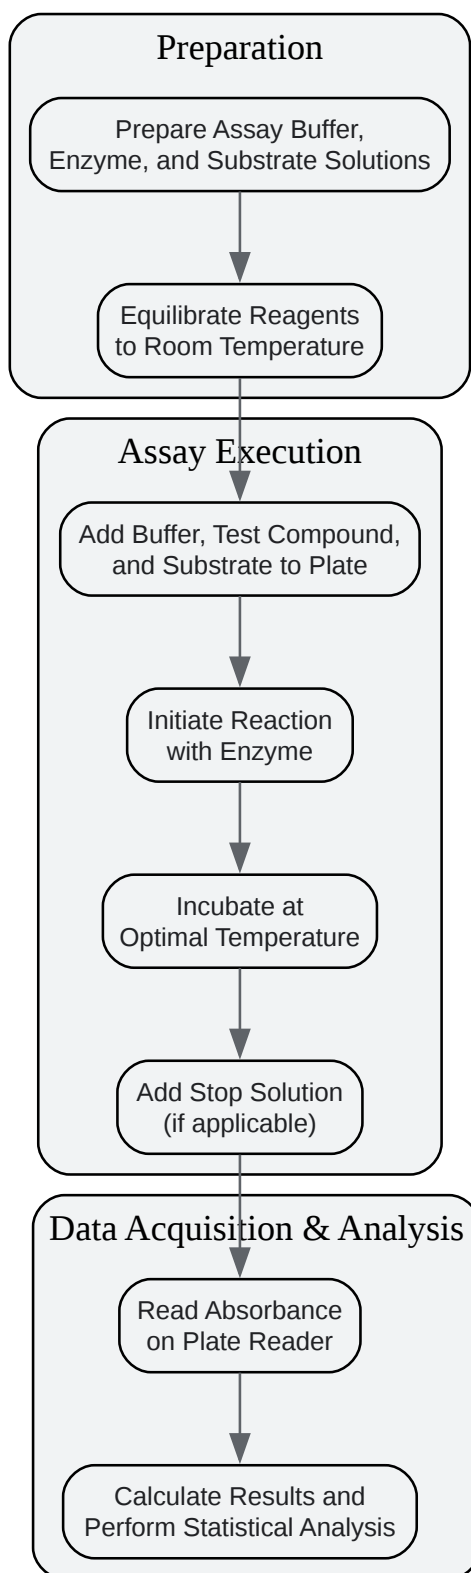 Preparation
Prepare Assay Buffer,
Enzyme, and Substrate Solutions
Equilibrate Reagents
to Room Temperature
Assay Execution
Add Buffer, Test Compound,
and Substrate to Plate
Initiate Reaction
with Enzyme
Incubate at
Optimal Temperature
Add Stop Solution
(if applicable)
Data Acquisition & Analysis
Read Absorbance
on Plate Reader
Calculate Results and
Perform Statistical Analysis